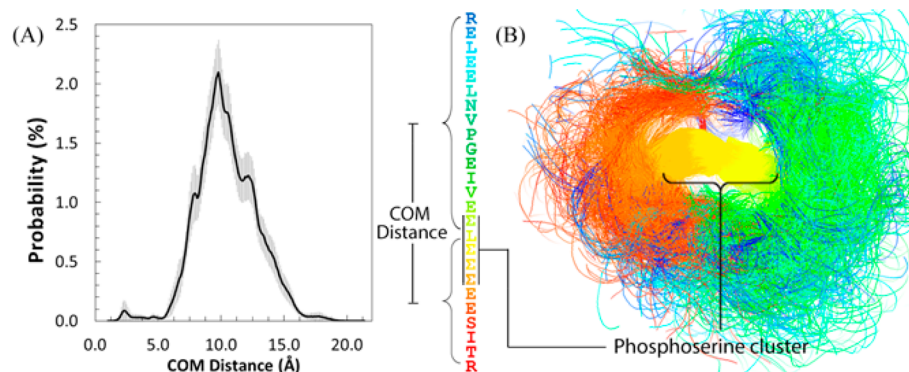 (A)
Probability (%)
2.5
2.0
1.5
1.0
0.5
0.0
0.0 5.0 10.0 15.0 20.0
COM Distance (Å)
COM
Distance
RELEELNVPGEIVEΣLΣΣΣEESITR
(B)
Phosphoserine cluster